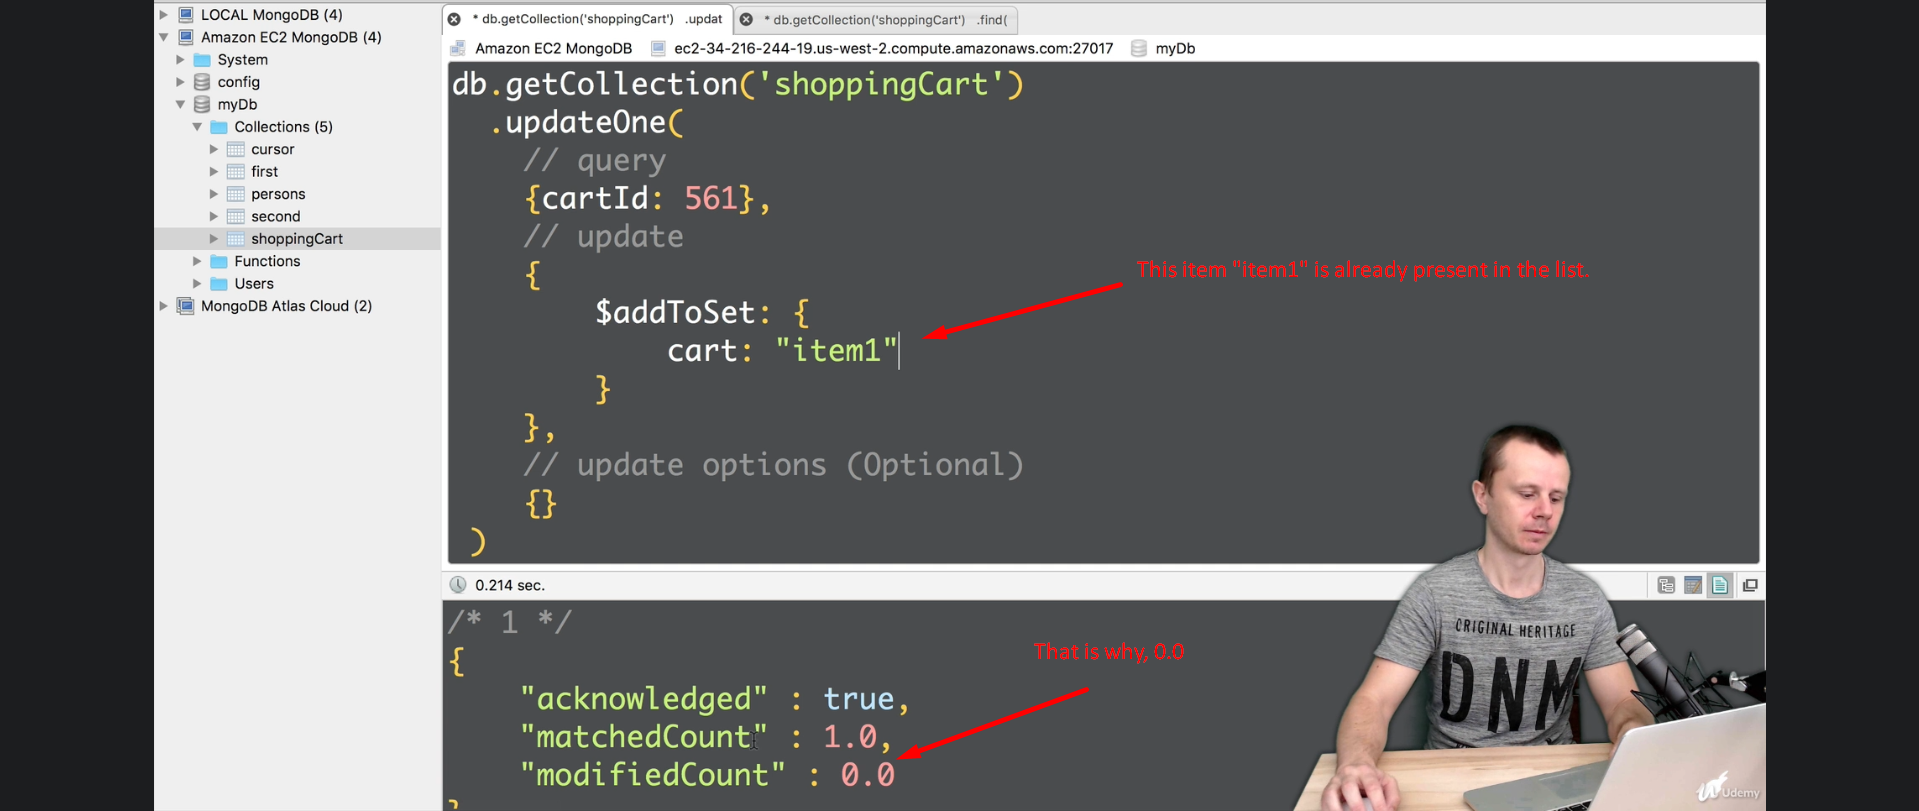 LOCAL MongoDB (4)
Amazon EC2 MongoDB (4)
System
config
myDb
Collections (5)
cursor
first
persons
second
shoppingCart
Functions
Users
MongoDB Atlas Cloud (2)
* db.getCollection('shoppingCart') .updat
* db.getCollection('shoppingCart') .find(
Amazon EC2 MongoDB ec2-34-216-244-19.us-west-2.compute.amazonaws.com:27017 myDb
db.getCollection('shoppingCart')
.updateOne(
// query
{cartId: 561},
// update
{
$addToSet: {
cart: "item1"
}
},
// update options (Optional)
{}
)
This item "item1" is already present in the list.
0.214 sec.
/* 1 */
{
"acknowledged" : true,
"matchedCount" : 1.0,
"modifiedCount" : 0.0
}
That is why, 0.0
ORIGINAL HERITAGE
DNM
Udemy